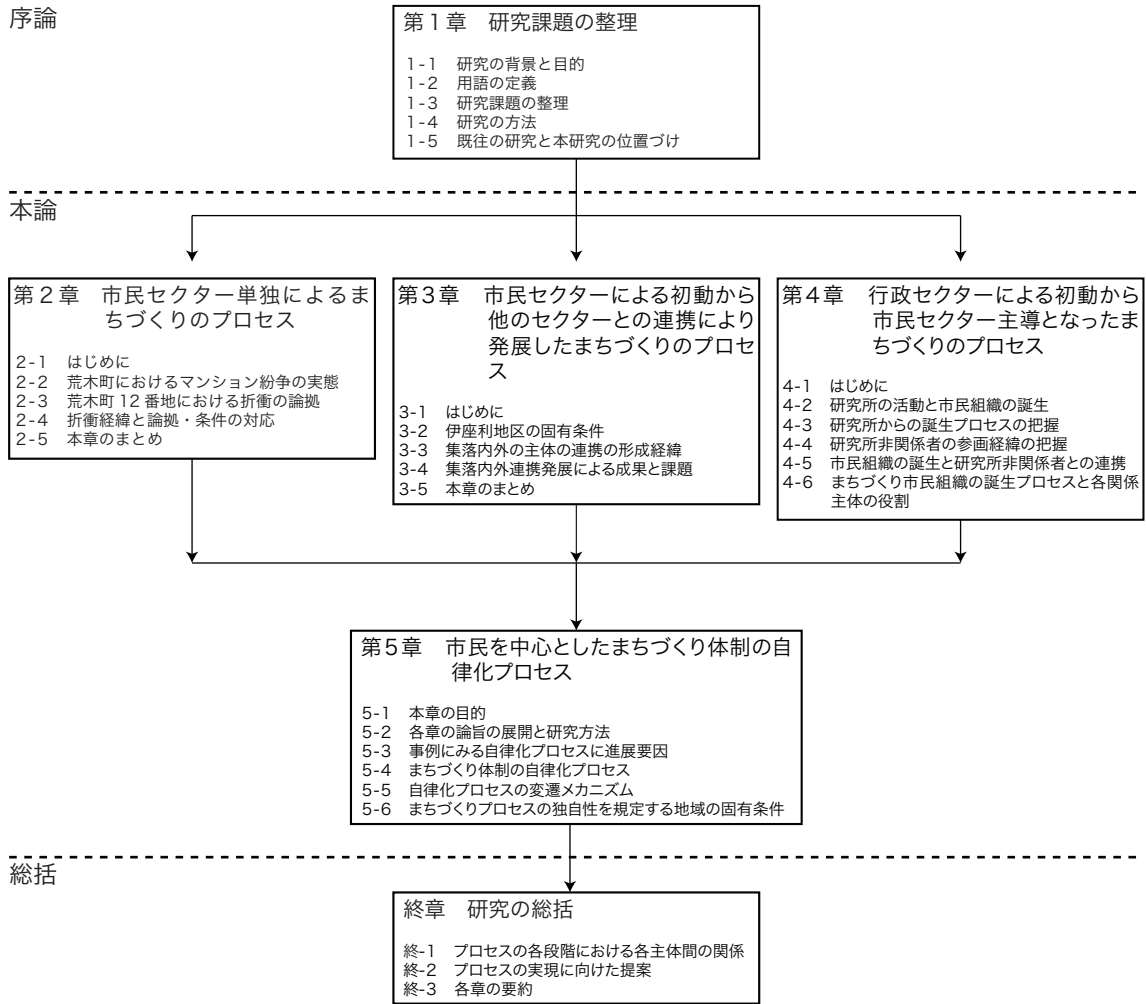 序論
第1章 研究課題の整理
1-1 研究の背景と目的
1-2 用語の定義
1-3 研究課題の整理
1-4 研究の方法
1-5 既往の研究と本研究の位置づけ
本論
第2章 市民セクター単独によるま
ちづくりのプロセス
2-1 はじめに
2-2 荒木町におけるマンション紛争の実態
2-3 荒木町12番地における折衝の論拠
2-4 折衝経緯と論拠・条件の対応
2-5 本章のまとめ
第3章 市民セクターによる初動から
他のセクターとの連携により
発展したまちづくりのプロセ
ス
3-1 はじめに
3-2 伊座利地区の固有条件
3-3 集落内外の主体の連携の形成経緯
3-4 集落内外連携発展による成果と課題
3-5 本章のまとめ
第4章 行政セクターによる初動から
市民セクター主導となったま
ちづくりのプロセス
4-1 はじめに
4-2 研究所の活動と市民組織の誕生
4-3 研究所からの誕生プロセスの把握
4-4 研究所非関係者の参画経緯の把握
4-5 市民組織の誕生と研究所非関係者との連携
4-6 まちづくり市民組織の誕生プロセスと各関係
主体の役割
第5章 市民を中心としたまちづくり体制の自
律化プロセス
5-1 本章の目的
5-2 各章の論旨の展開と研究方法
5-3 事例にみる自律化プロセスに進展要因
5-4 まちづくり体制の自律化プロセス
5-5 自律化プロセスの変遷メカニズム
5-6 まちづくりプロセスの独自性を規定する地域の固有条件
総括
終章 研究の総括
終-1 プロセスの各段階における各主体間の関係
終-2 プロセスの実現に向けた提案
終-3 各章の要約